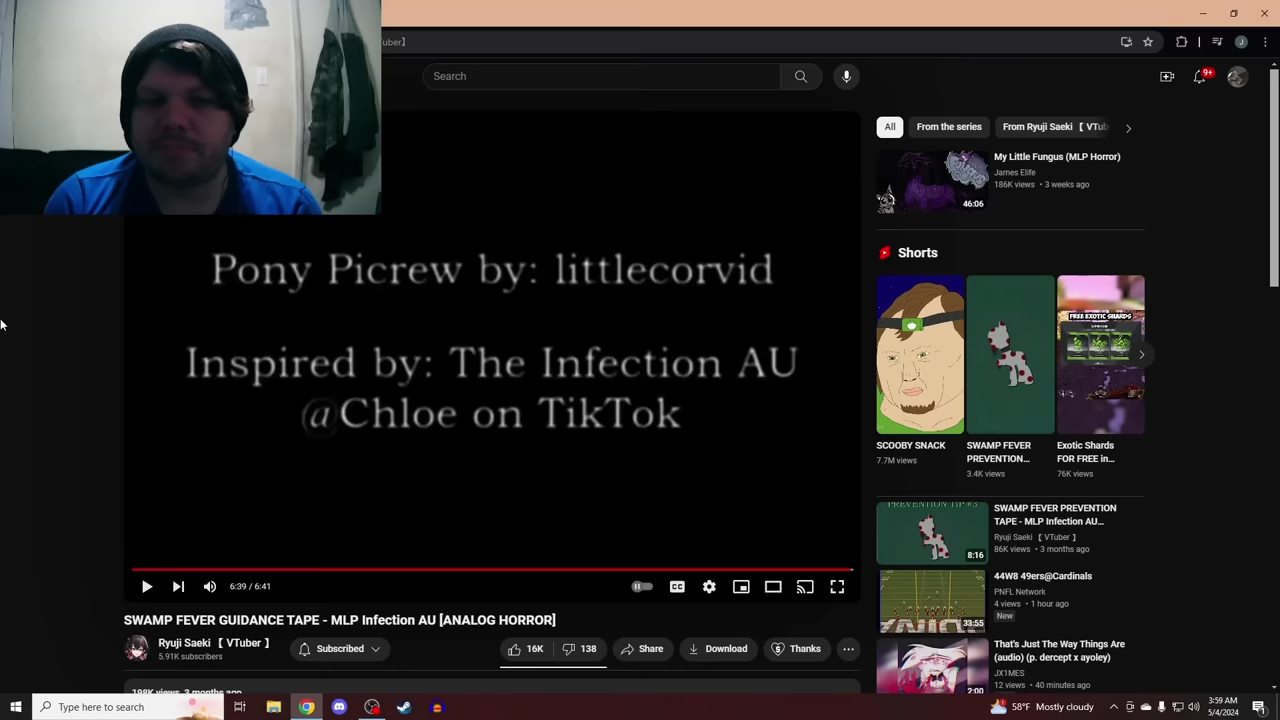 uber]
Search
9+
J
All
From the series
From Ryuji Saeki 【 VTub
My Little Fungus (MLP Horror)
James Elife
186K views • 3 weeks ago
46:06
Pony Picrew by: littlecorvid
Inspired by: The Infection AU
@Chloe on TikTok
Shorts
FREE EXOTIC SHARDS
SCOOBY SNACK
7.7M views
SWAMP FEVER
PREVENTION…
3.4K views
Exotic Shards
FOR FREE in…
76K views
PREVENTION TIP #3
8:16
SWAMP FEVER PREVENTION
TAPE - MLP Infection AU…
Ryuji Saeki 【 VTuber 】
86K views • 3 months ago
6:39 / 6:41
CC
44W8 49ers@Cardinals
PNFL Network
4 views • 1 hour ago
New
33:55
SWAMP FEVER GUIDANCE TAPE - MLP Infection AU [ANALOG HORROR]
Ryuji Saeki 【 VTuber 】
5.91K subscribers
Subscribed
16K
138
Share
Download
Thanks
That's Just The Way Things Are
(audio) (p. dercept x ayoley)
JX1MES
12 views • 40 minutes ago
2:00
198K views 3 months ago
Type here to search
58°F Mostly cloudy
3:59 AM
5/4/2024